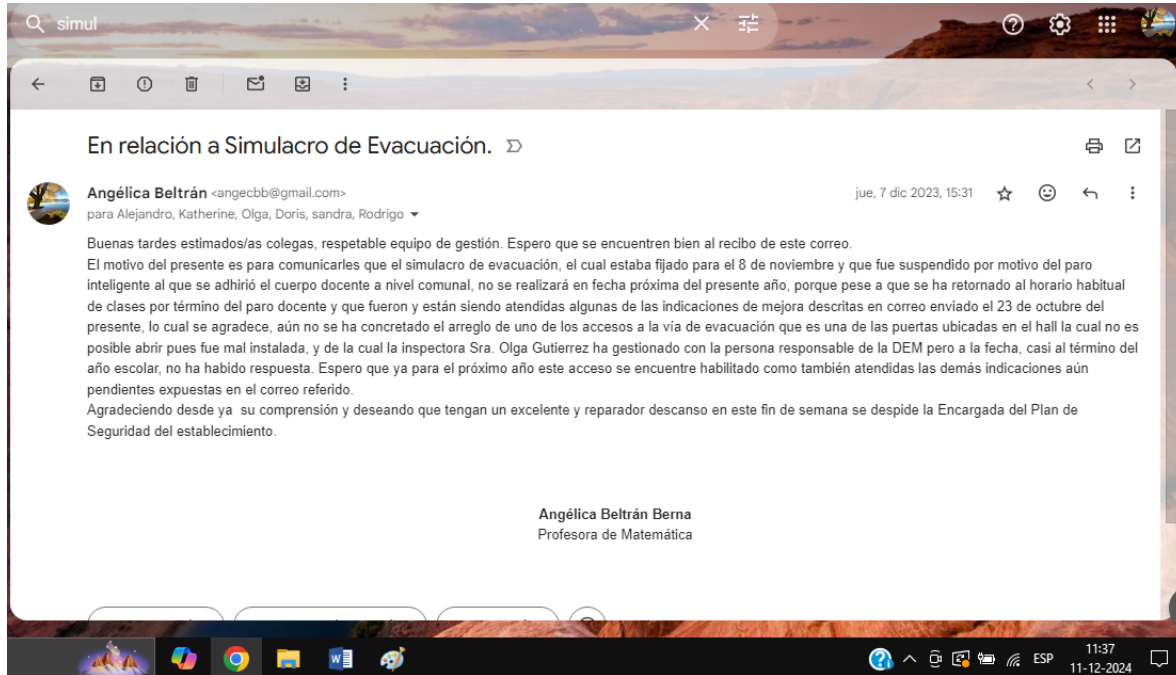 simul
En relación a Simulacro de Evacuación.
Angélica Beltrán <angecbb@gmail.com>
jue, 7 dic 2023, 15:31
para Alejandro, Katherine, Olga, Doris, sandra, Rodrigo
Buenas tardes estimados/as colegas, respetable equipo de gestión. Espero que se encuentren bien al recibo de este correo.
El motivo del presente es para comunicarles que el simulacro de evacuación, el cual estaba fijado para el 8 de noviembre y que fue suspendido por motivo del paro
inteligente al que se adhirió el cuerpo docente a nivel comunal, no se realizará en fecha próxima del presente año, porque pese a que se ha retornado al horario habitual
de clases por término del paro docente y que fueron y están siendo atendidas algunas de las indicaciones de mejora descritas en correo enviado el 23 de octubre del
presente, lo cual se agradece, aún no se ha concretado el arreglo de uno de los accesos a la vía de evacuación que es una de las puertas ubicadas en el hall la cual no es
posible abrir pues fue mal instalada, y de la cual la inspectora Sra. Olga Gutierrez ha gestionado con la persona responsable de la DEM pero a la fecha, casi al término del
año escolar, no ha habido respuesta. Espero que ya para el próximo año este acceso se encuentre habilitado como también atendidas las demás indicaciones aún
pendientes expuestas en el correo referido.
Agradeciendo desde ya su comprensión y deseando que tengan un excelente y reparador descanso en este fin de semana se despide la Encargada del Plan de
Seguridad del establecimiento.
Angélica Beltrán Berna
Profesora de Matemática
ESP
11:37
11-12-2024